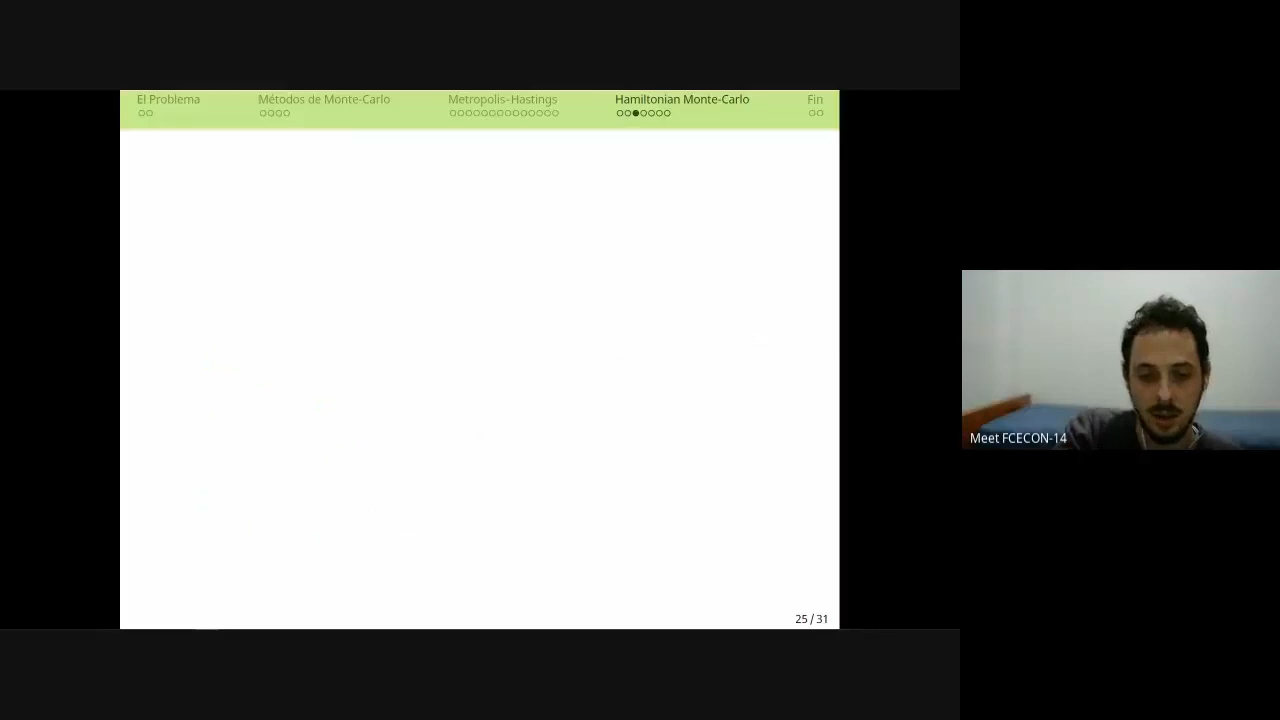 El Problema Métodos de Monte-Carlo Metropolis-Hastings Hamiltonian Monte-Carlo Fin
25 / 31
Meet FCECON-14